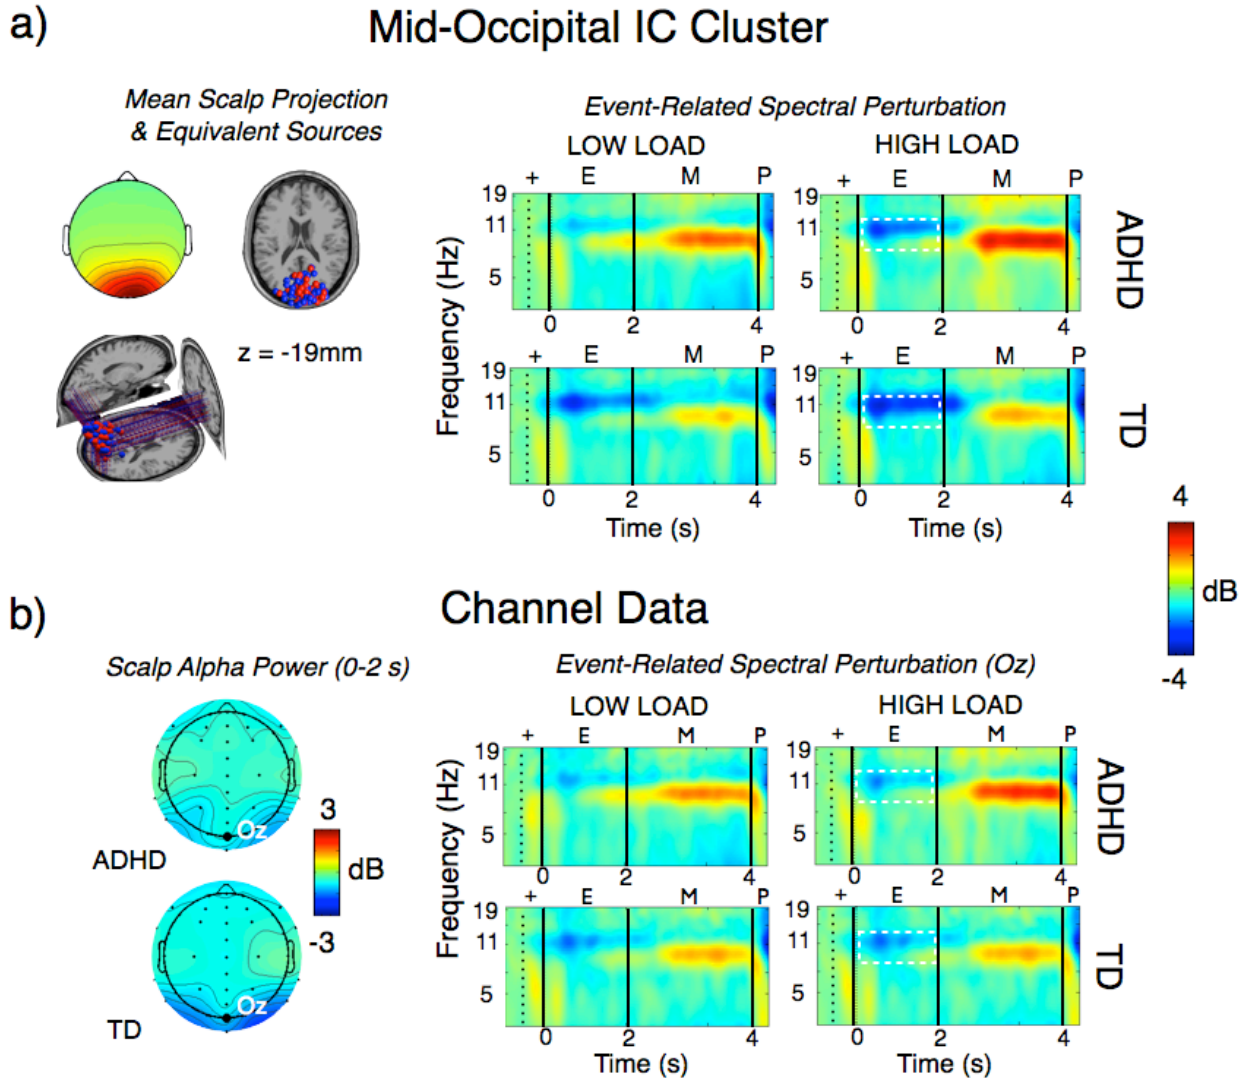 a)
Mid-Occipital IC Cluster
Mean Scalp Projection
& Equivalent Sources
z = -19mm
Event-Related Spectral Perturbation
LOW LOAD
HIGH LOAD
+ E M P
+ E M P
19
11
5
0 2 4
19
11
5
0 2 4
ADHD
Frequency (Hz)
+ E M P
+ E M P
19
11
5
0 2 4
19
11
5
0 2 4
TD
Time (s)
Time (s)
4
dB
-4
b)
Channel Data
Scalp Alpha Power (0-2 s)
Oz
ADHD
3
dB
-3
Oz
TD
Event-Related Spectral Perturbation (Oz)
LOW LOAD
HIGH LOAD
+ E M P
+ E M P
19
11
5
0 2 4
19
11
5
0 2 4
ADHD
Frequency (Hz)
+ E M P
+ E M P
19
11
5
0 2 4
19
11
5
0 2 4
TD
Time (s)
Time (s)